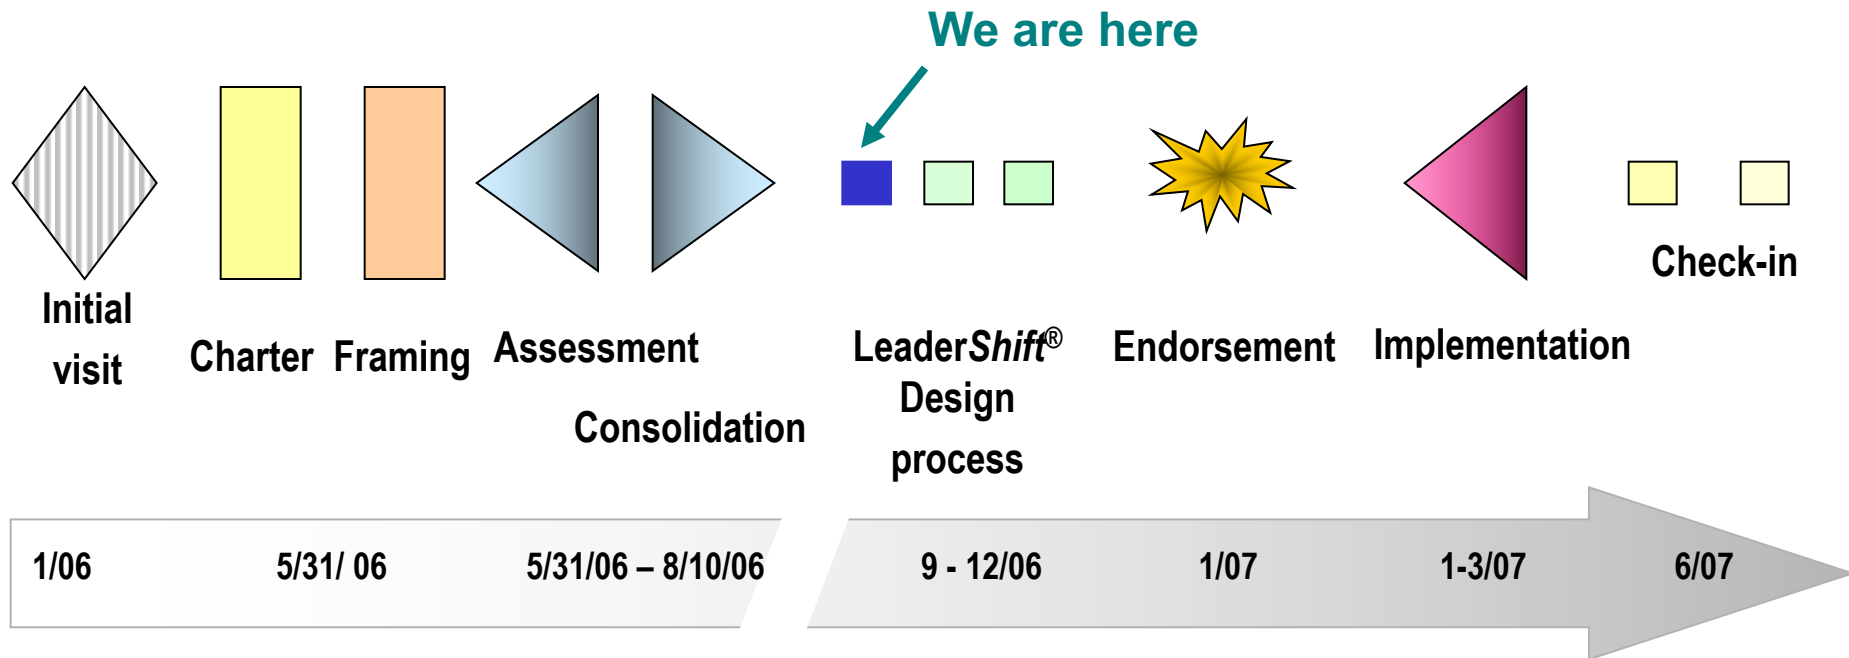 We are here
Initial
visit
Charter
Framing
Assessment
Consolidation
LeaderShift®
Design
process
Endorsement
Implementation
Check-in
1/06
5/31/ 06
5/31/06 – 8/10/06
9 - 12/06
1/07
1-3/07
6/07